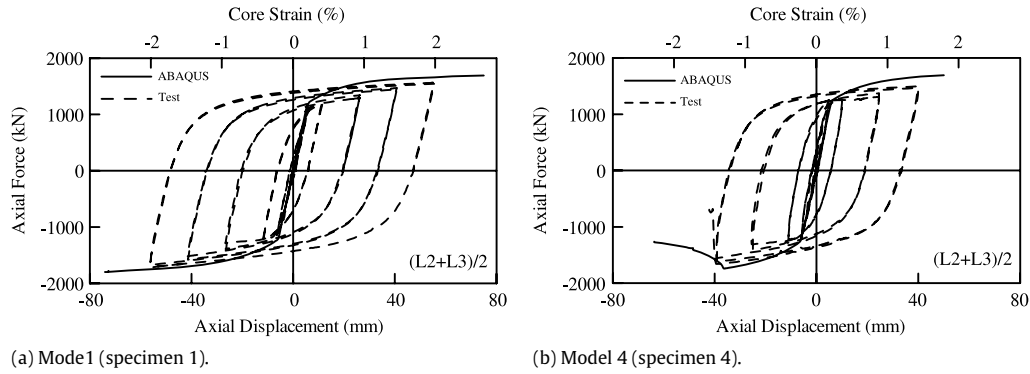 Core Strain (%)
-2 -1 0 1 2
2000
1000
0
-1000
-2000
Axial Force (kN)
ABAQUS
Test
(L2+L3)/2
-80 -40 0 40 80
Axial Displacement (mm)
(a) Mode1 (specimen 1).
Core Strain (%)
-2 -1 0 1 2
2000
1000
0
-1000
-2000
Axial Force (kN)
ABAQUS
Test
(L2+L3)/2
-80 -40 0 40 80
Axial Displacement (mm)
(b) Model 4 (specimen 4).